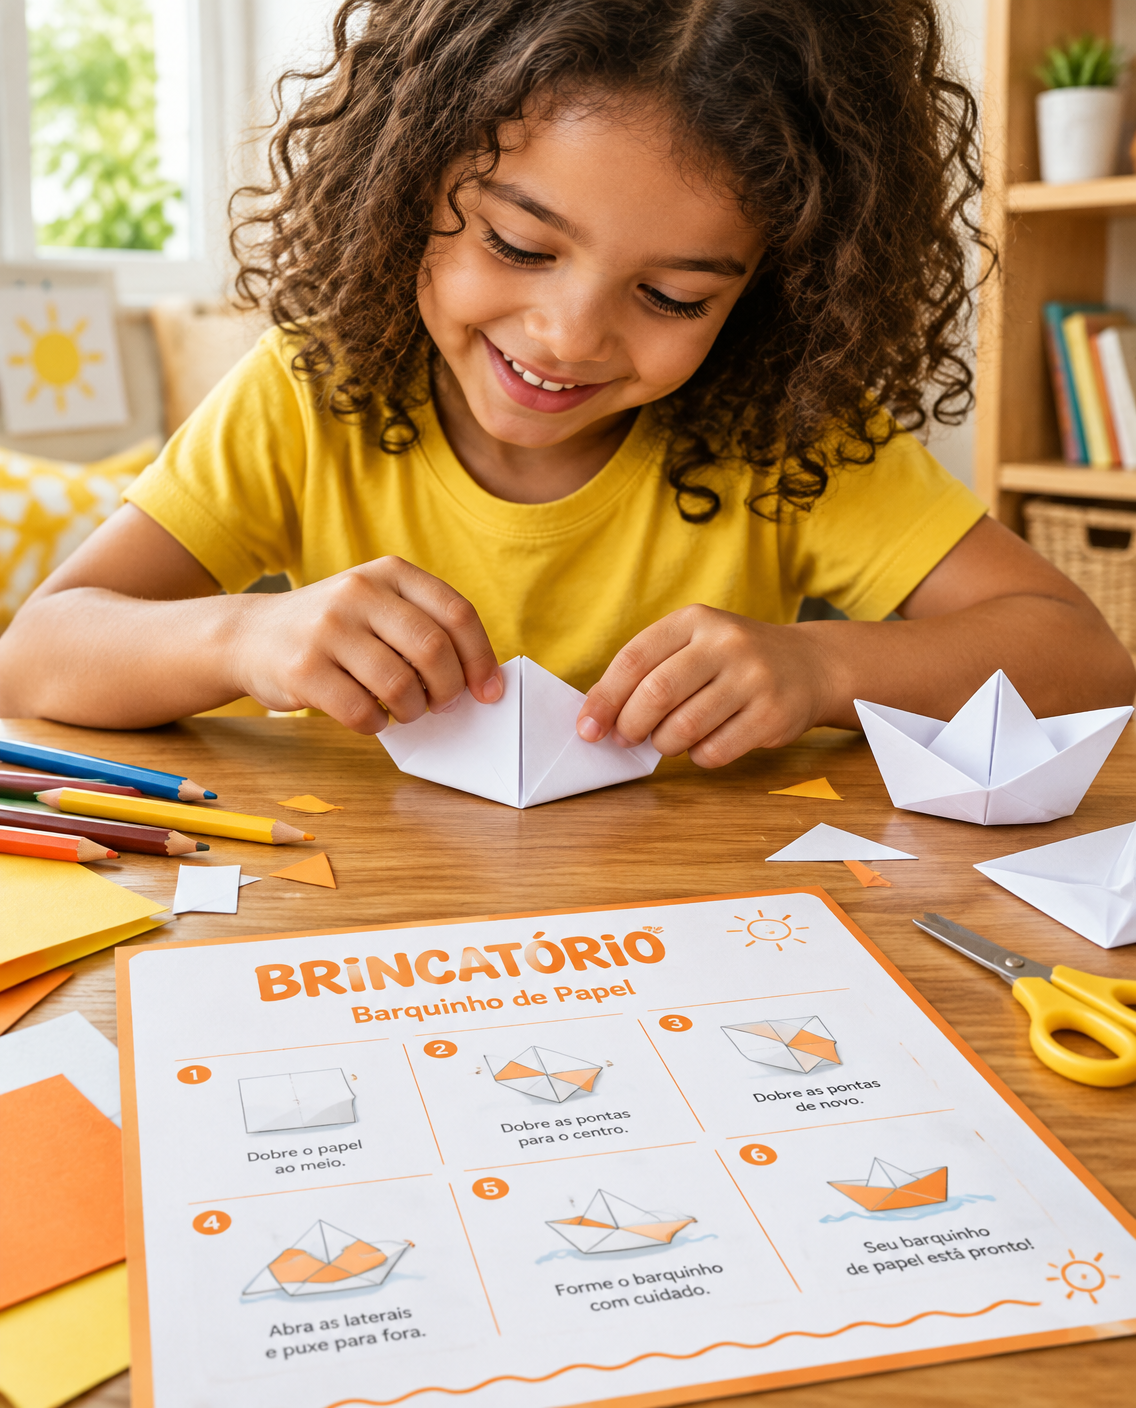 BRiNCATÓRiO
Barquinho de Papel
1
Dobre o papel
ao meio.
2
Dobre as pontas
para o centro.
3
Dobre as pontas
de novo.
4
Abra as laterais
e puxe para fora.
5
Forme o barquinho
com cuidado.
6
Seu barquinho
de papel está pronto!